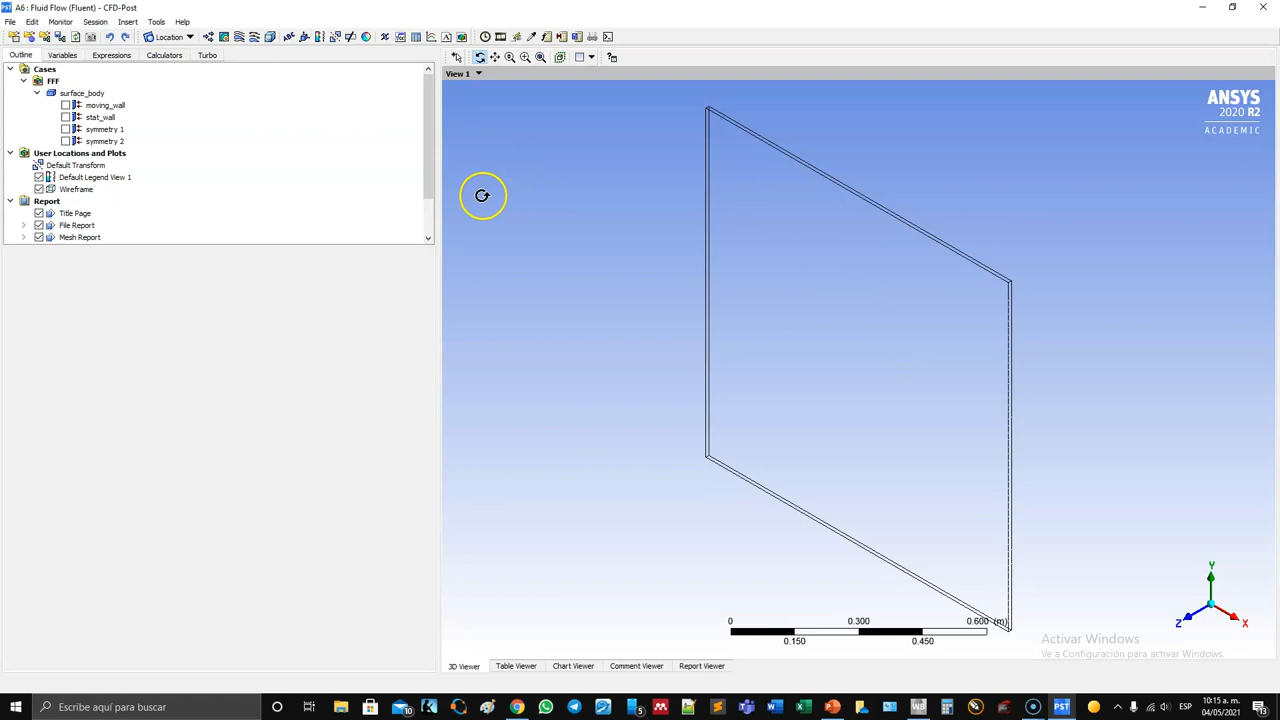 A6 : Fluid Flow (Fluent) - CFD-Post
File Edit Monitor Session Insert Tools Help
Location
Outline Variables Expressions Calculators Turbo
Cases
FFF
surface_body
moving_wall
stat_wall
symmetry 1
symmetry 2
User Locations and Plots
Default Transform
Default Legend View 1
Wireframe
Report
Title Page
File Report
Mesh Report
View 1
ANSYS
2020 R2
ACADEMIC
0 0.300 0.600 (m)
0.150 0.450
Y
Z X
Activar Windows
Ve a Configuración para activar Windows.
3D Viewer Table Viewer Chart Viewer Comment Viewer Report Viewer
Escribe aquí para buscar
ESP
10:15 a. m.
04/05/2021